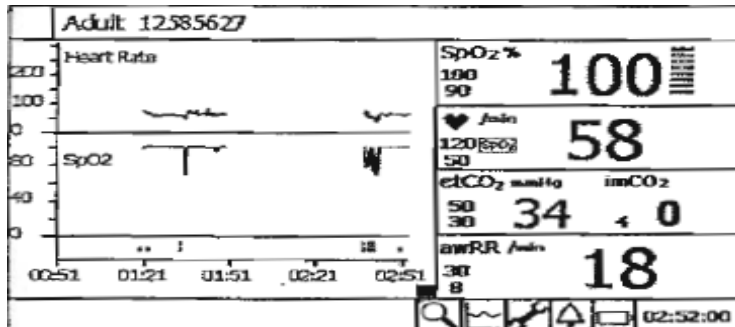 Adult 12585627
Heart Rate
200
100
0
SpO2
80
40
0
00:51 01:21 01:51 02:21 02:51
SpO2 %
100
90
100
/min
120 SpO2
50
58
etCO2 mmHg imCO2
50
30
34
0
awRR /min
30
8
18
02:52:00